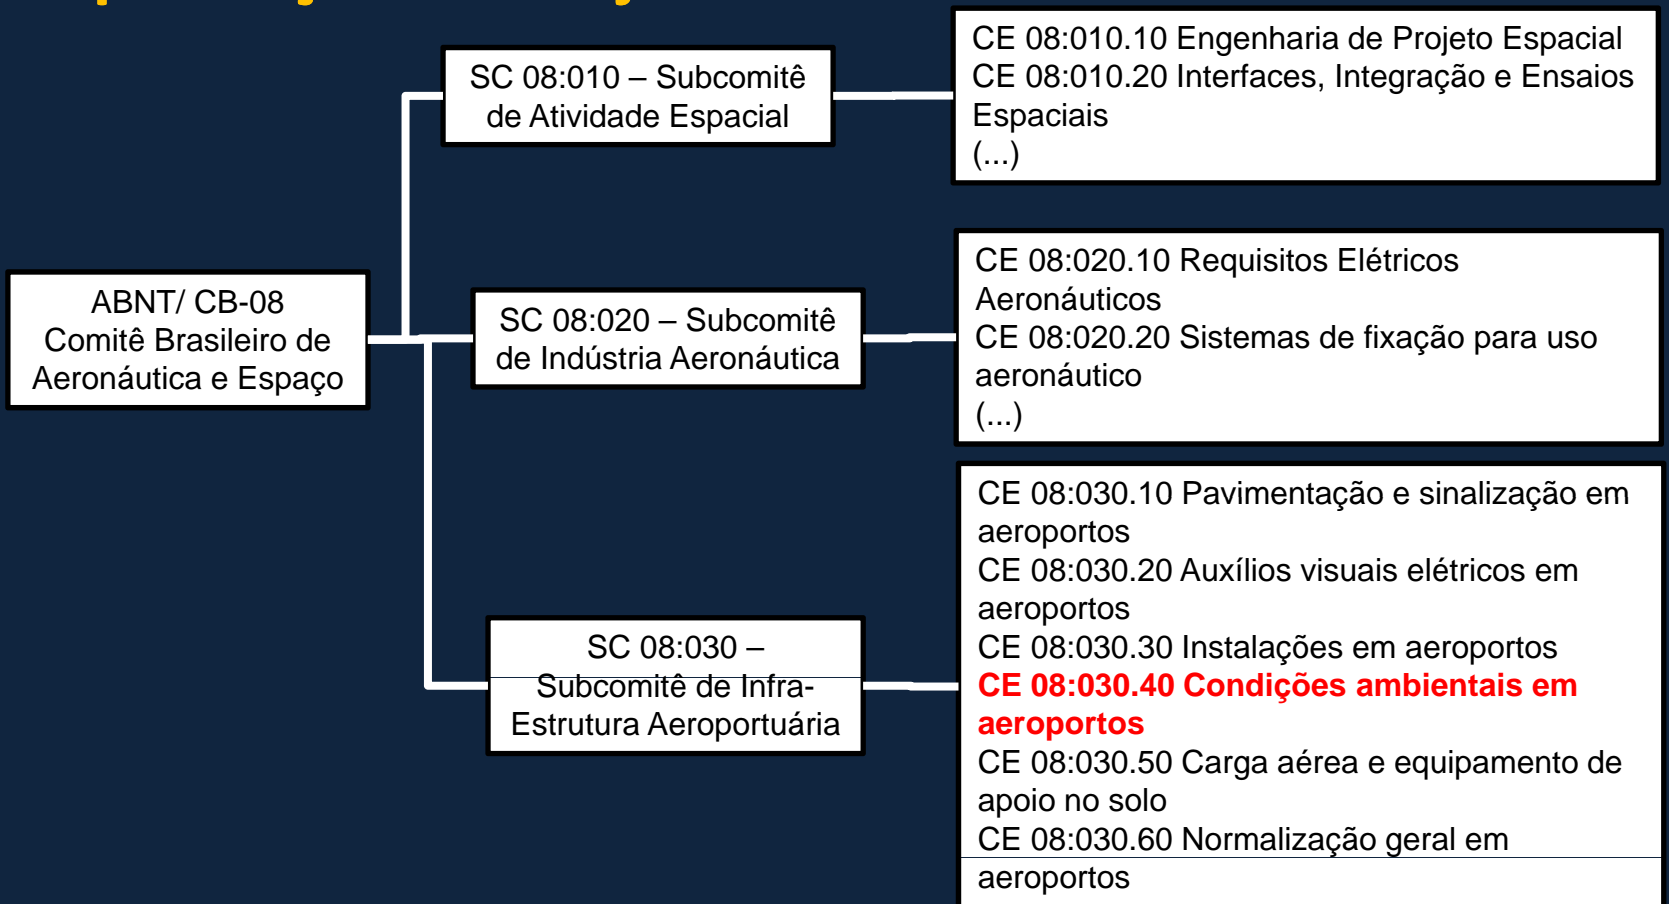 SC 08:010 – Subcomitê
de Atividade Espacial
CE 08:010.10 Engenharia de Projeto Espacial
CE 08:010.20 Interfaces, Integração e Ensaios
Espaciais
(...)
ABNT/ CB-08
Comitê Brasileiro de
Aeronáutica e Espaço
SC 08:020 – Subcomitê
de Indústria Aeronáutica
CE 08:020.10 Requisitos Elétricos
Aeronáuticos
CE 08:020.20 Sistemas de fixação para uso
aeronáutico
(...)
SC 08:030 –
Subcomitê de Infra-
Estrutura Aeroportuária
CE 08:030.10 Pavimentação e sinalização em
aeroportos
CE 08:030.20 Auxílios visuais elétricos em
aeroportos
CE 08:030.30 Instalações em aeroportos
CE 08:030.40 Condições ambientais em
aeroportos
CE 08:030.50 Carga aérea e equipamento de
apoio no solo
CE 08:030.60 Normalização geral em
aeroportos